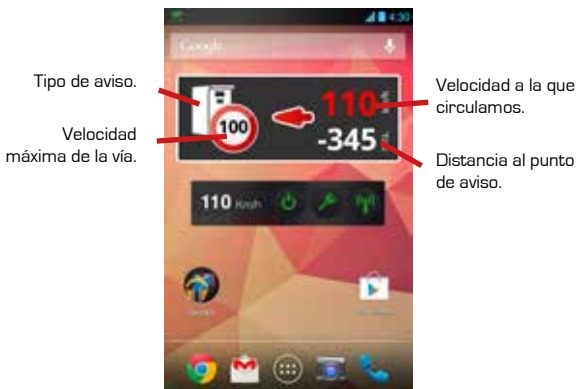 4:30
Google
Tipo de aviso.
Velocidad
máxima de la vía.
100
110
-345
Velocidad a la que
circulamos.
Distancia al punto
de aviso.
110 Km/h